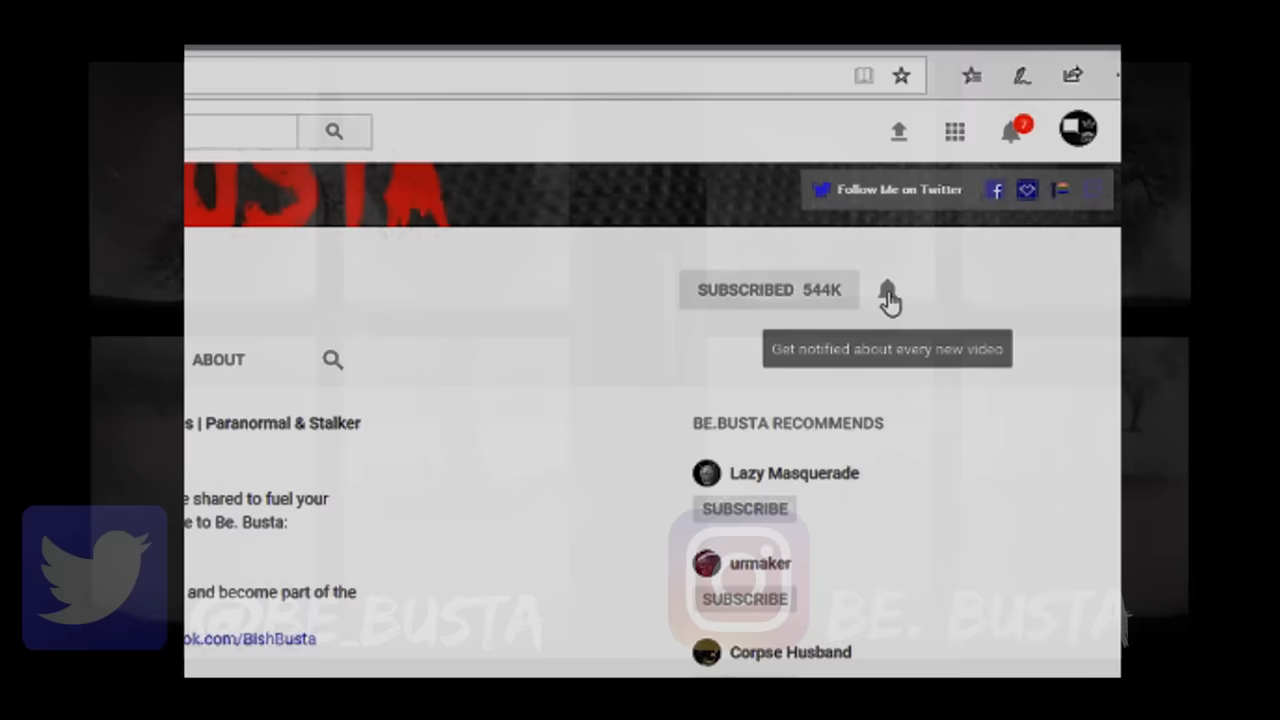 7
USTA
Follow Me on Twitter
SUBSCRIBED 544K
Get notified about every new video
ABOUT
s | Paranormal & Stalker
BE.BUSTA RECOMMENDS
Lazy Masquerade
e shared to fuel your
SUBSCRIBE
e to Be. Busta:
urmaker
and become part of the
SUBSCRIBE
@BE_BUSTA
BE. BUSTA
ok.com/BishBusta
Corpse Husband